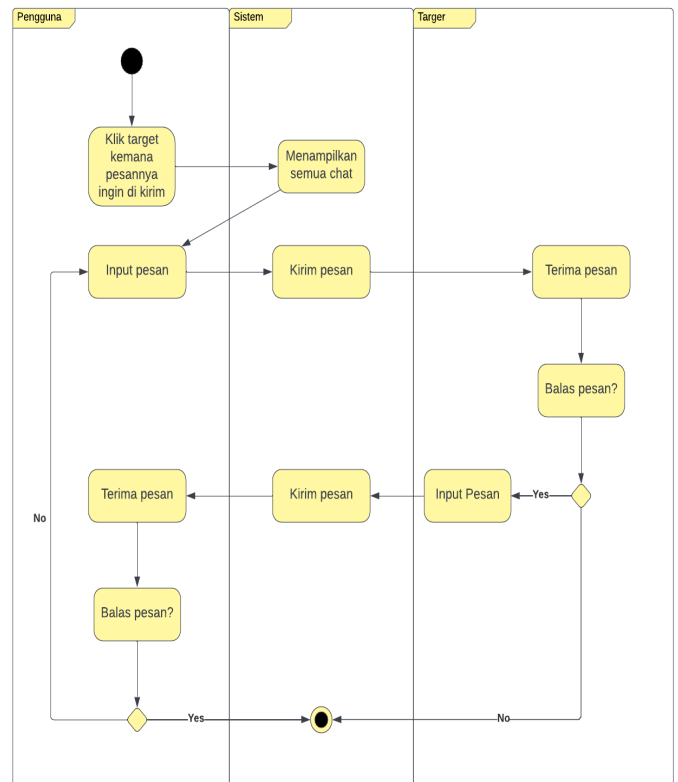 Pengguna
Sistem
Targer
Klik target
kemana
pesannya
ingin di kirim
Menampilkan
semua chat
Input pesan
Kirim pesan
Terima pesan
Balas pesan?
Terima pesan
Kirim pesan
Input Pesan
Yes
No
Balas pesan?
Yes
No